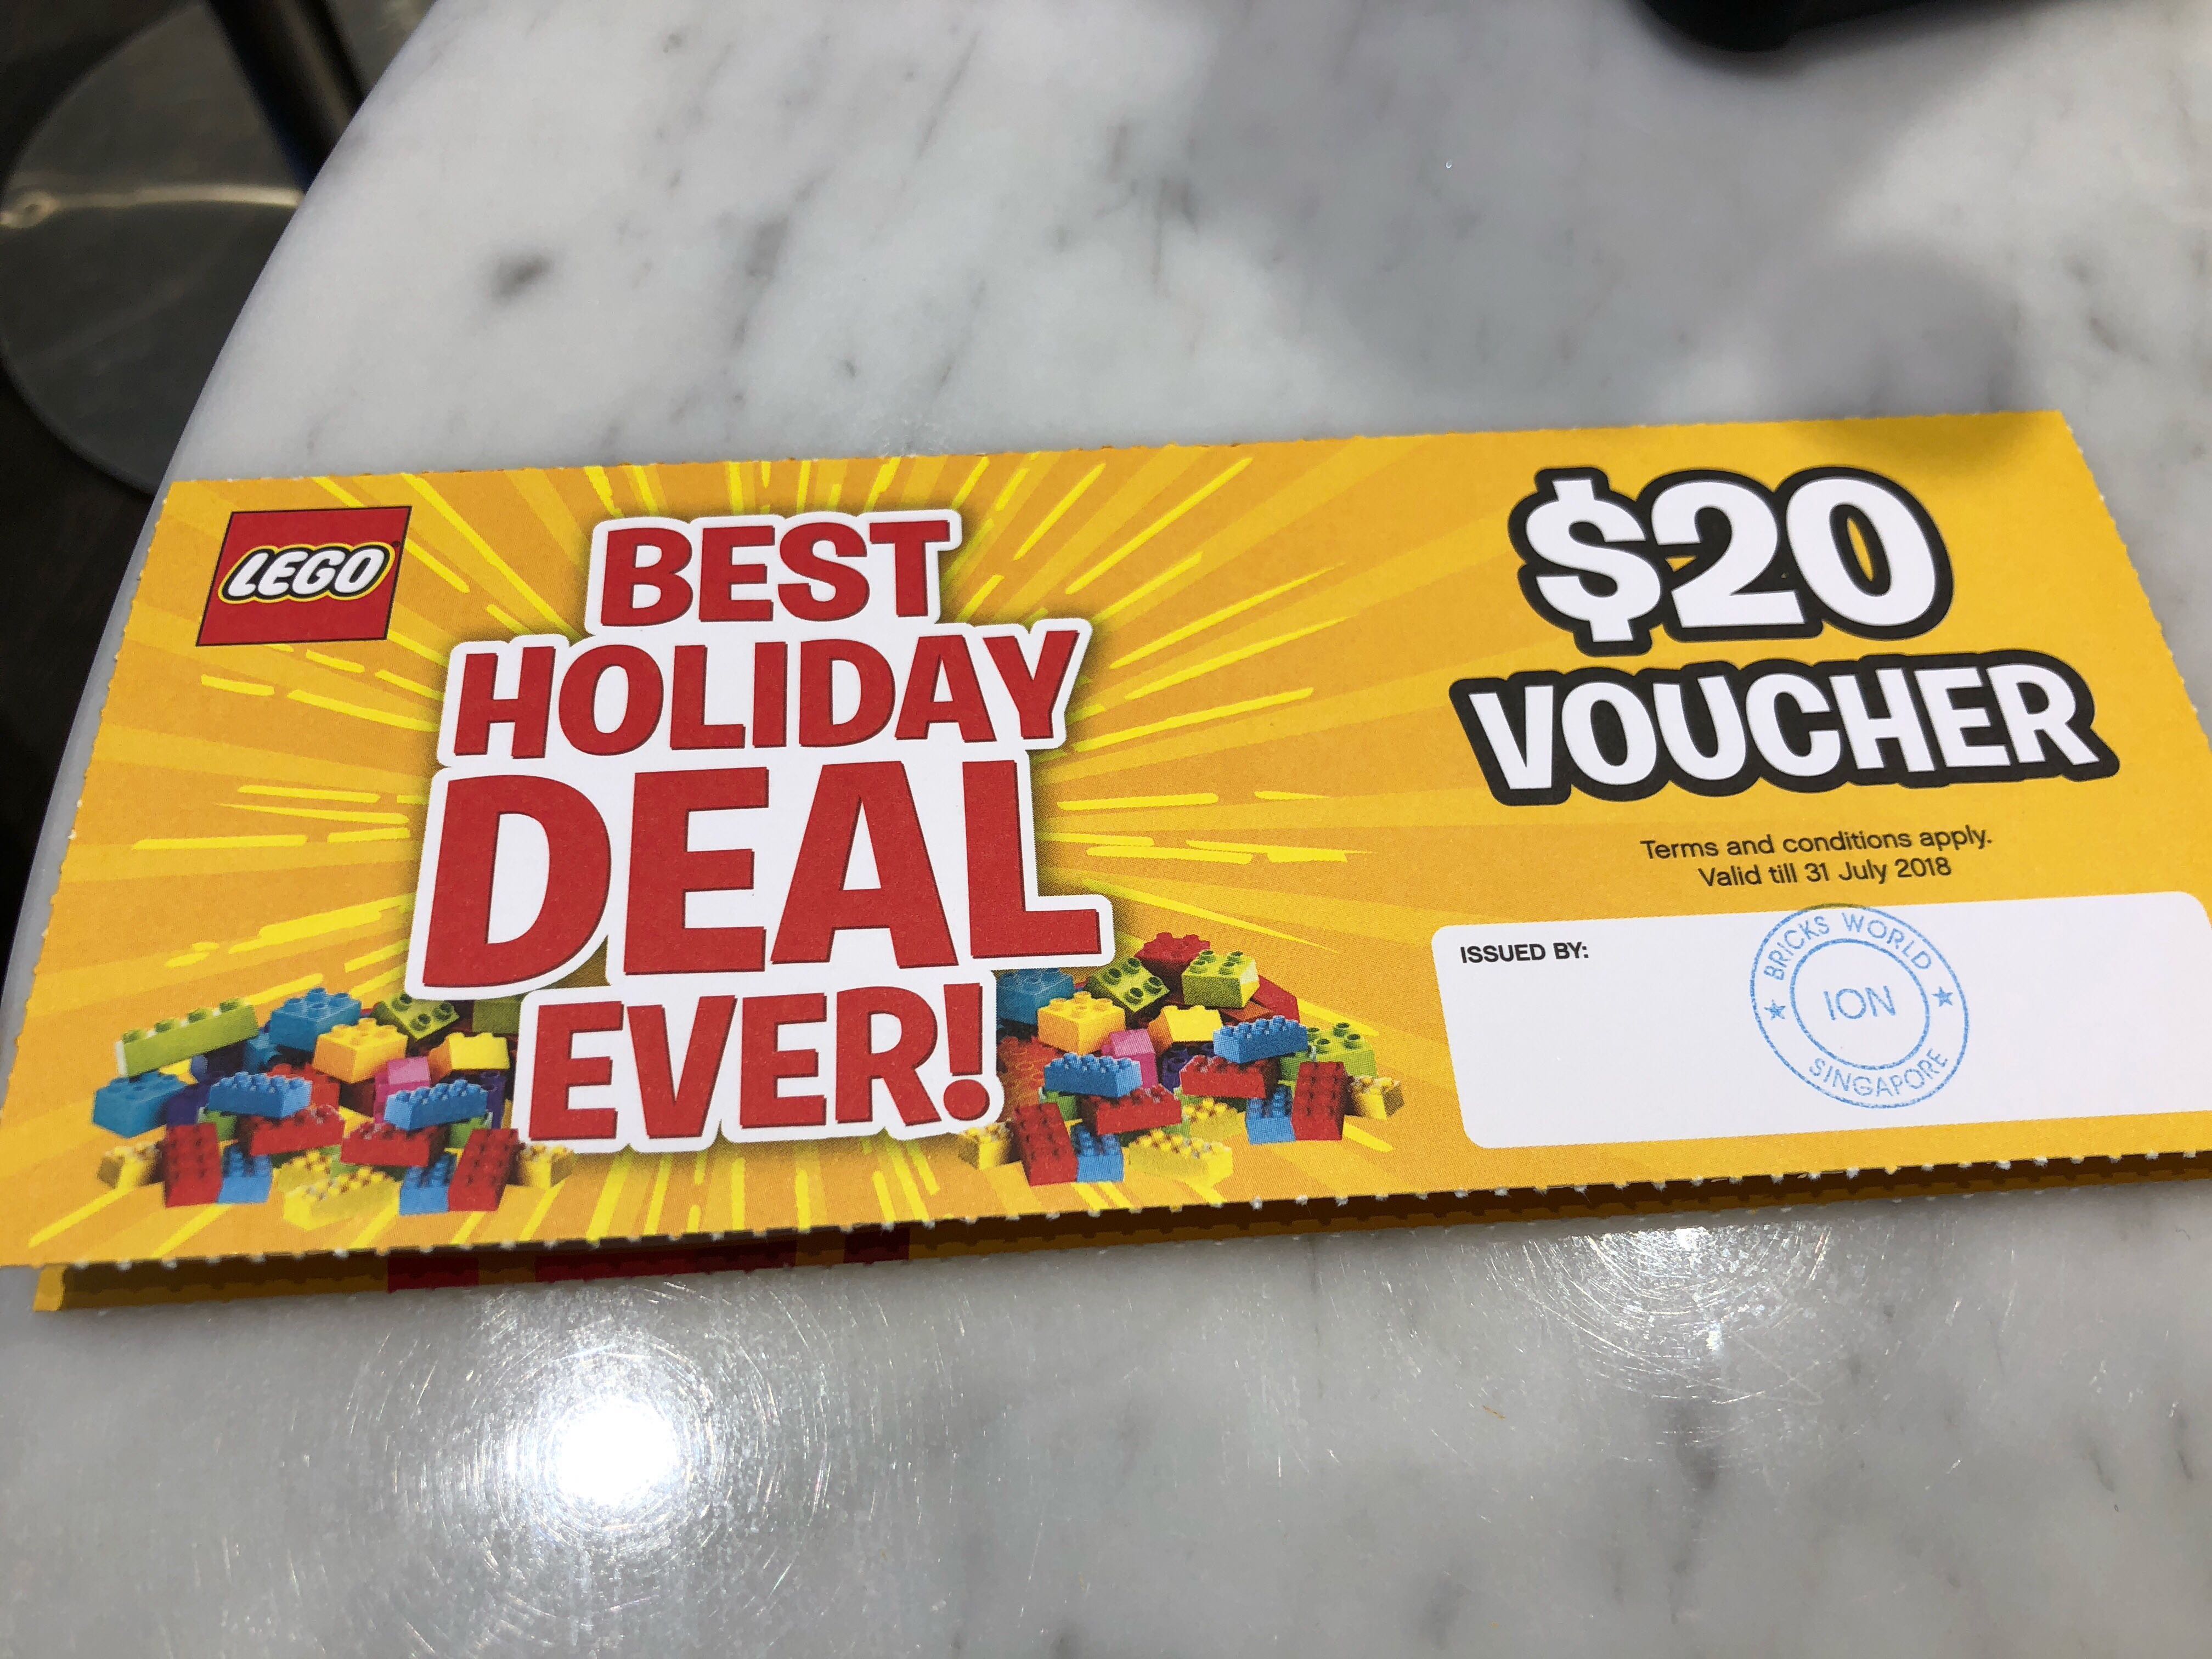 LEGO
BEST
HOLIDAY
DEAL
EVER!
$20
VOUCHER
Terms and conditions apply.
Valid till 31 July 2018
ISSUED BY:
BRICKS WORLD
ION
SINGAPORE